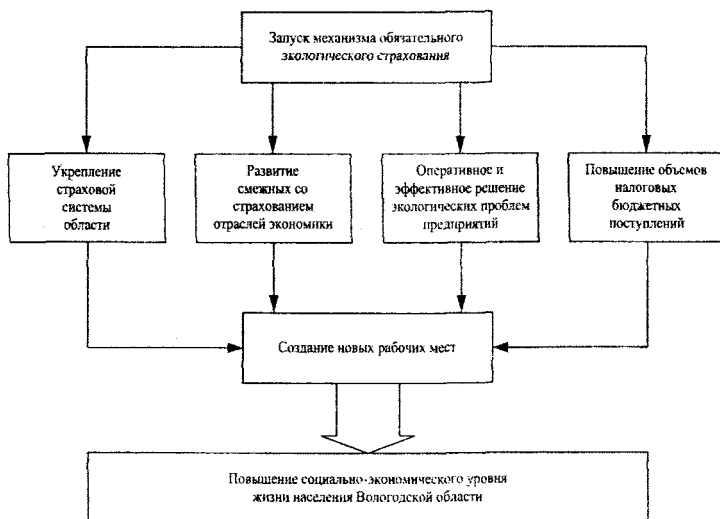 Запуск механизма обязательного
экологического страхования
Укрепление
страховой
системы
области
Развитие
смежных со
страхованием
отраслей экономики
Оперативное и
эффективное решение
экологических проблем
предприятий
Повышение объемов
налоговых
бюджетных
поступлений
Создание новых рабочих мест
Повышение социально-экономического уровня
жизни населения Вологодской области